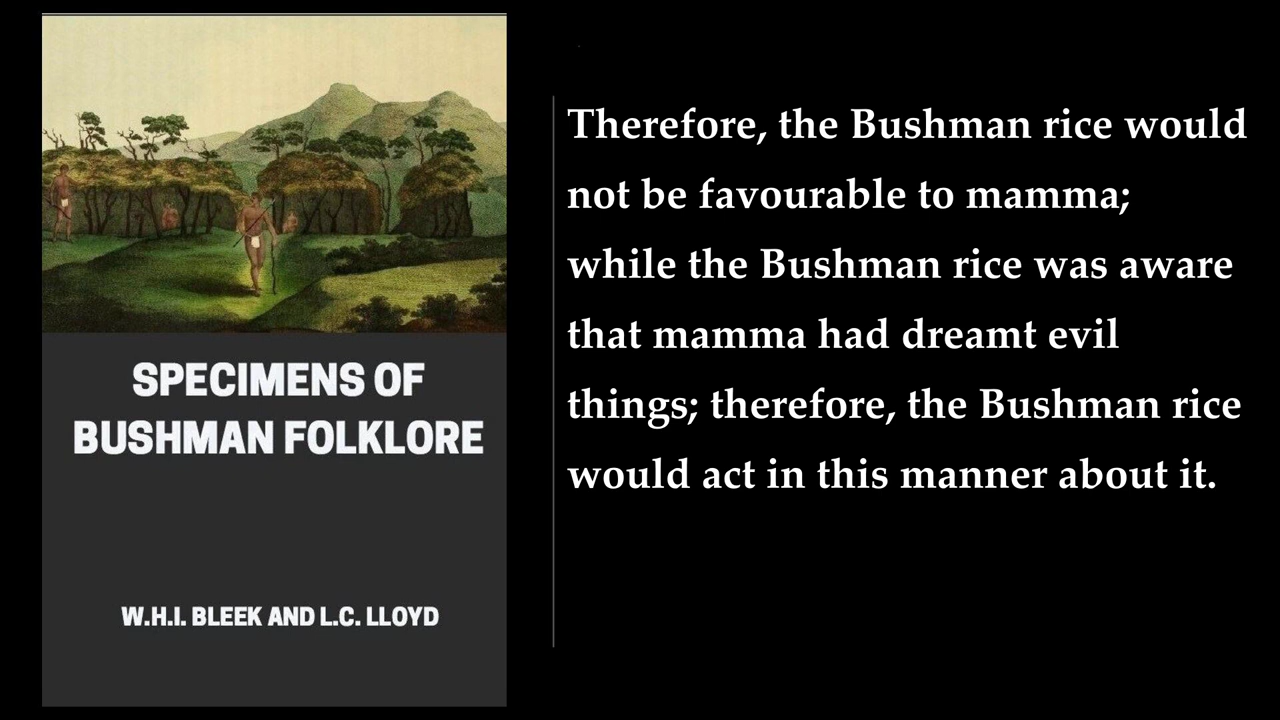 SPECIMENS OF
BUSHMAN FOLKLORE
W.H.I. BLEEK AND L.C. LLOYD
Therefore, the Bushman rice would
not be favourable to mamma;
while the Bushman rice was aware
that mamma had dreamt evil
things; therefore, the Bushman rice
would act in this manner about it.